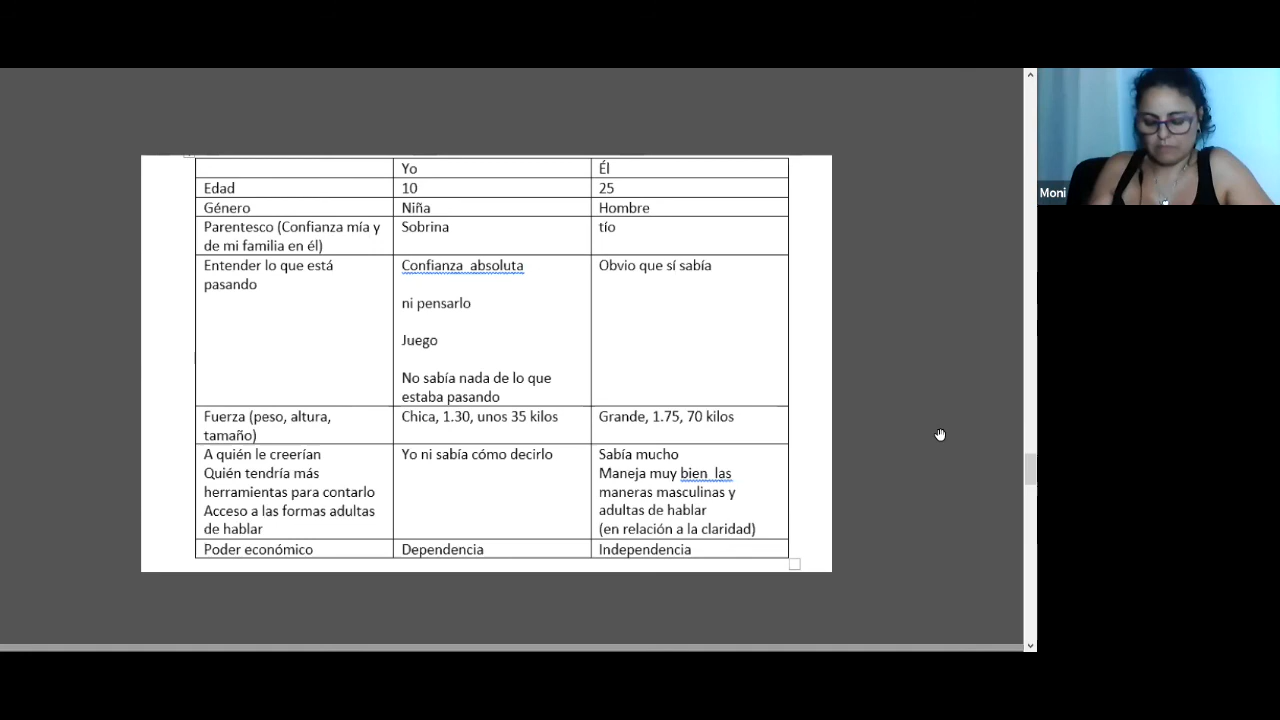 Yo
Él
Edad
10
25
Género
Niña
Hombre
Parentesco (Confianza mía y
de mi familia en él)
Sobrina
tío
Entender lo que está
pasando
Confianza  absoluta
ni pensarlo
Juego
No sabía nada de lo que
estaba pasando
Obvio que sí sabía
Fuerza (peso, altura,
tamaño)
Chica, 1.30, unos 35 kilos
Grande, 1.75, 70 kilos
A quién le creerían
Quién tendría más
herramientas para contarlo
Acceso a las formas adultas
de hablar
Yo ni sabía cómo decirlo
Sabía mucho
Maneja muy bien  las
maneras masculinas y
adultas de hablar
(en relación a la claridad)
Poder económico
Dependencia
Independencia
Moni